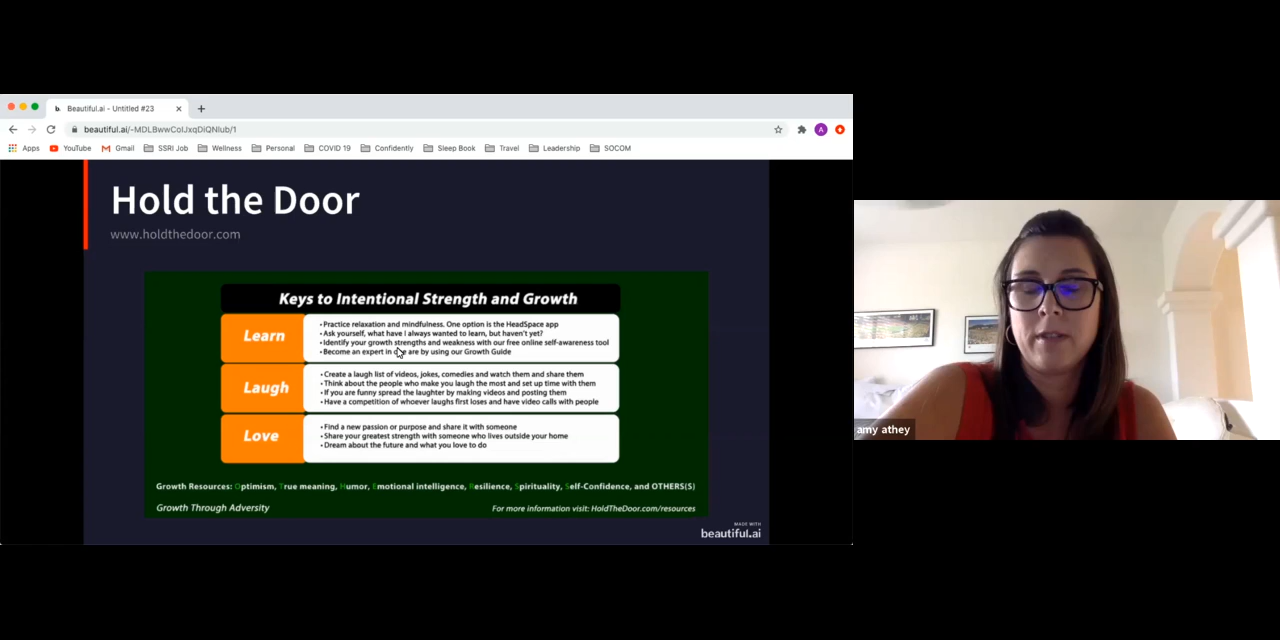 Beautiful.ai - Untitled #23
beautiful.ai/-MDLBwwColJxqDiQNlub/1
A
Apps YouTube Gmail SSRI Job Wellness Personal COVID 19 Confidently Sleep Book Travel Leadership SOCOM
Hold the Door
www.holdthedoor.com
Keys to Intentional Strength and Growth
Learn
• Practice relaxation and mindfulness. One option is the HeadSpace app
• Ask yourself, what have I always wanted to learn, but haven't yet?
• Identify your growth strengths and weakness with our free online self-awareness tool
• Become an expert in one are by using our Growth Guide
Laugh
• Create a laugh list of videos, jokes, comedies and watch them and share them
• Think about the people who make you laugh the most and set up time with them
• If you are funny spread the laughter by making videos and posting them
• Have a competition of whoever laughs first loses and have video calls with people
Love
• Find a new passion or purpose and share it with someone
• Share your greatest strength with someone who lives outside your home
• Dream about the future and what you love to do
Growth Resources: Optimism, True meaning, Humor, Emotional intelligence, Resilience, Spirituality, Self-Confidence, and OTHERS(S)
Growth Through Adversity
For more information visit: HoldTheDoor.com/resources
MADE WITH
beautiful.ai
amy athey